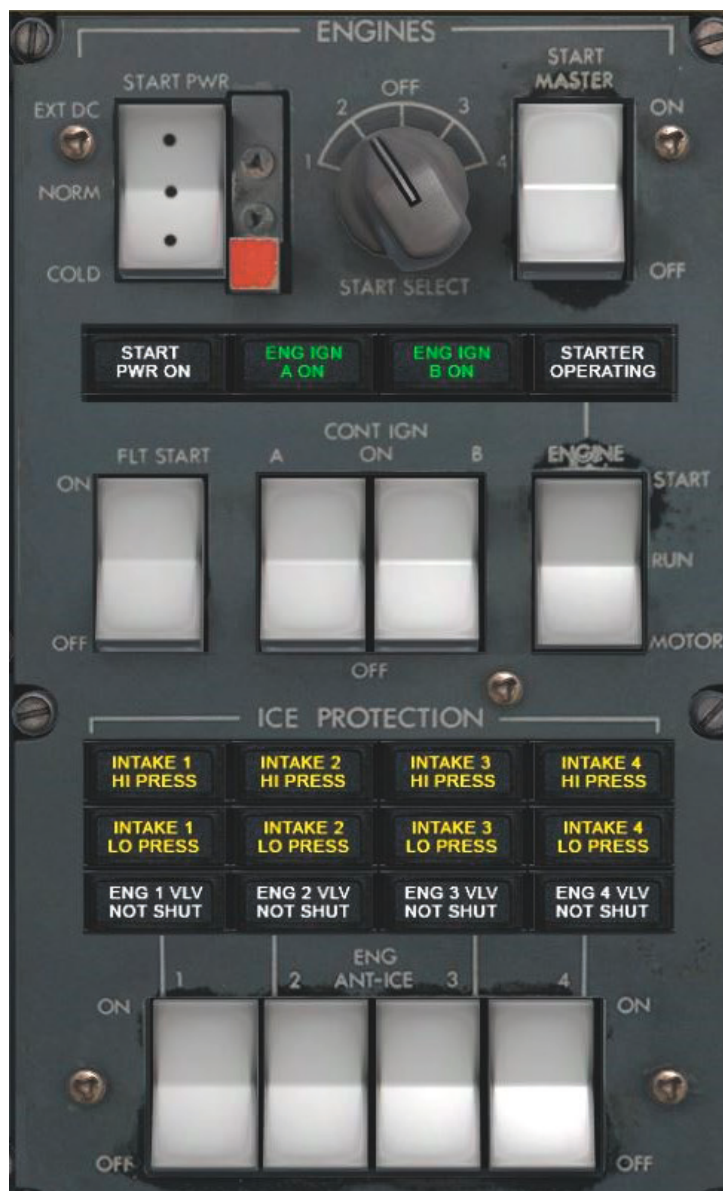 ENGINES
START PWR
START
MASTER
EXT DC
NORM
COLD
OFF
1 2 3 4
START SELECT
ON
OFF
START
PWR ON
ENG IGN
A ON
ENG IGN
B ON
STARTER
OPERATING
FLT START
ON
OFF
CONT IGN
A ON B
OFF
ENGINE
START
RUN
MOTOR
ICE PROTECTION
INTAKE 1
HI PRESS
INTAKE 2
HI PRESS
INTAKE 3
HI PRESS
INTAKE 4
HI PRESS
INTAKE 1
LO PRESS
INTAKE 2
LO PRESS
INTAKE 3
LO PRESS
INTAKE 4
LO PRESS
ENG 1 VLV
NOT SHUT
ENG 2 VLV
NOT SHUT
ENG 3 VLV
NOT SHUT
ENG 4 VLV
NOT SHUT
ENG
1 2 ANT-ICE 3 4
ON ON
OFF OFF